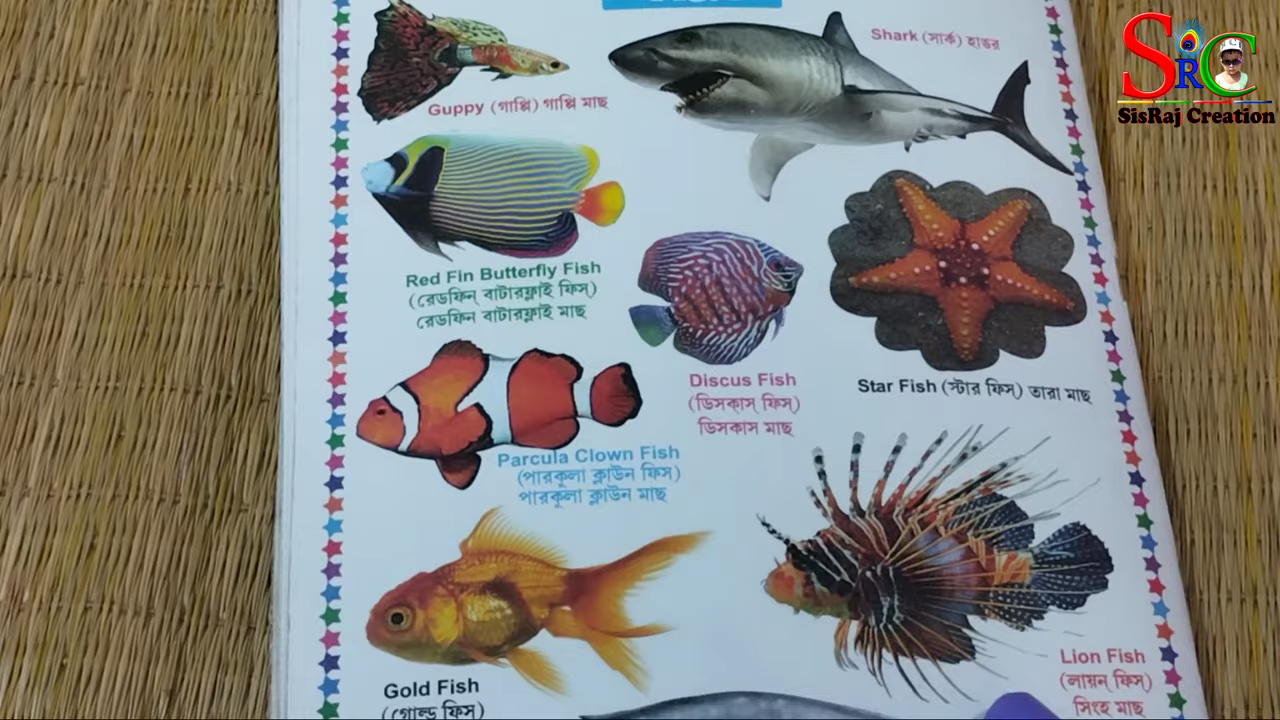 Shark (সার্ক) হাঙর
SRC
SisRaj Creation
Guppy (গাপ্পি) গাপ্পি মাছ
Red Fin Butterfly Fish
(রেডফিন্ বাটারফ্লাই ফিস্)
রেডফিন বাটারফ্লাই মাছ
Discus Fish
(ডিসকাস্ ফিস্)
ডিসকাস মাছ
Star Fish (স্টার ফিস্) তারা মাছ
Parcula Clown Fish
(পারকূলা ক্লাউন ফিস)
পারকূলা ক্লাউন মাছ
Gold Fish
(গোল্ড ফিস্)
Lion Fish
(লায়ন্ ফিস্)
সিংহ মাছ